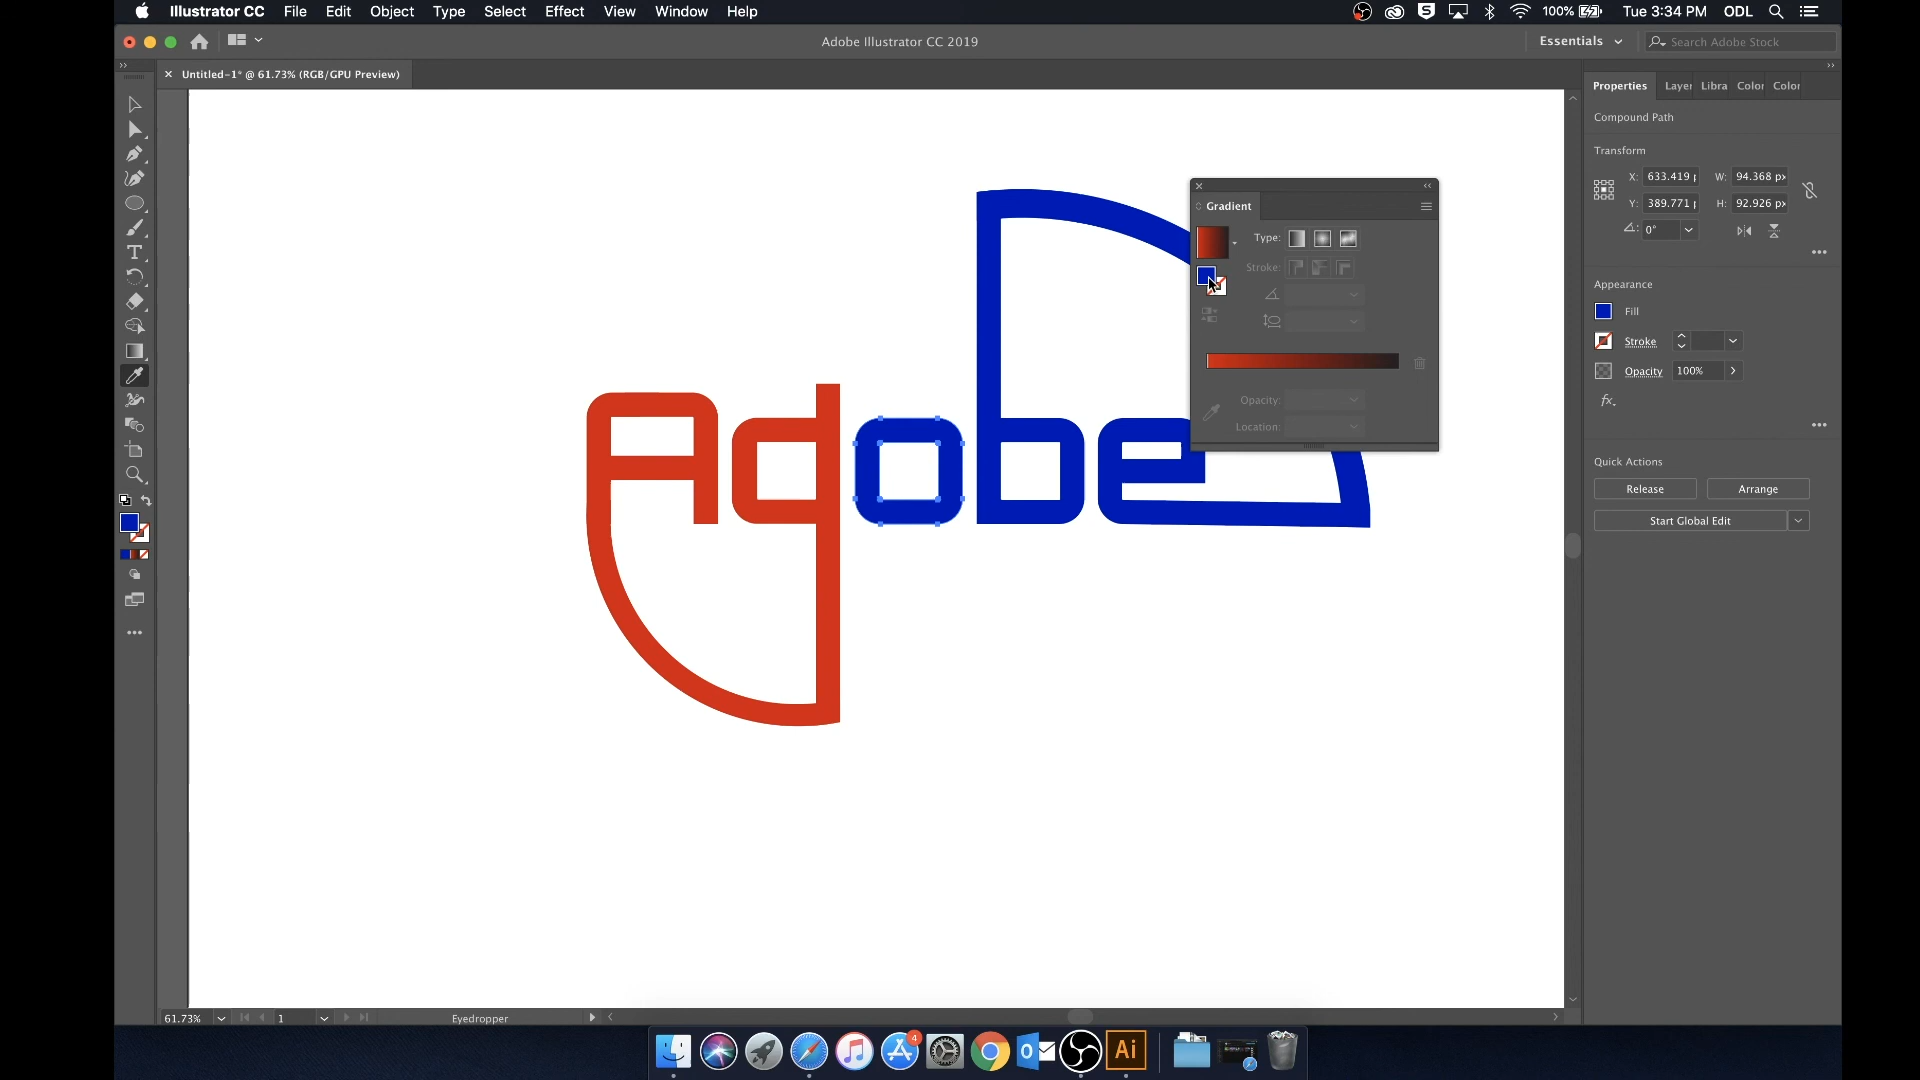 Illustrator CC File Edit Object Type Select Effect View Window Help 100% Tue 3:34 PM ODL
Adobe Illustrator CC 2019 Essentials Search Adobe Stock
Untitled-1* @ 61.73% (RGB/GPU Preview)
Properties Layer Libra Color Color
Compound Path
Transform
X: 633.419 W: 94.368 px
Y: 389.771 H: 92.926 px
0°
Appearance
Fill
Stroke
Opacity 100%
fx.
Quick Actions
Release Arrange
Start Global Edit
Gradient
Type:
Stroke:
Opacity:
Location:
Adobe
61.73% 1 Eyedropper
4
Ai